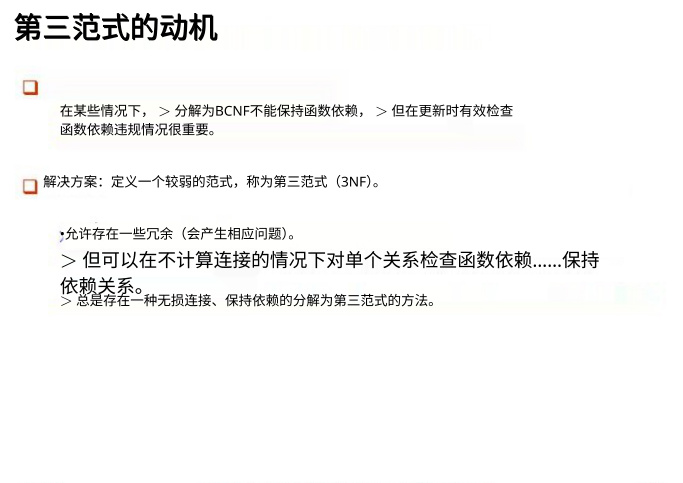 第三范式的动机
在某些情况下， > 分解为BCNF不能保持函数依赖， > 但在更新时有效检查
函数依赖违规情况很重要。
解决方案：定义一个较弱的范式，称为第三范式（3NF）。
•允许存在一些冗余（会产生相应问题）。
> 但可以在不计算连接的情况下对单个关系检查函数依赖……保持
依赖关系。
> 总是存在一种无损连接、保持依赖的分解为第三范式的方法。